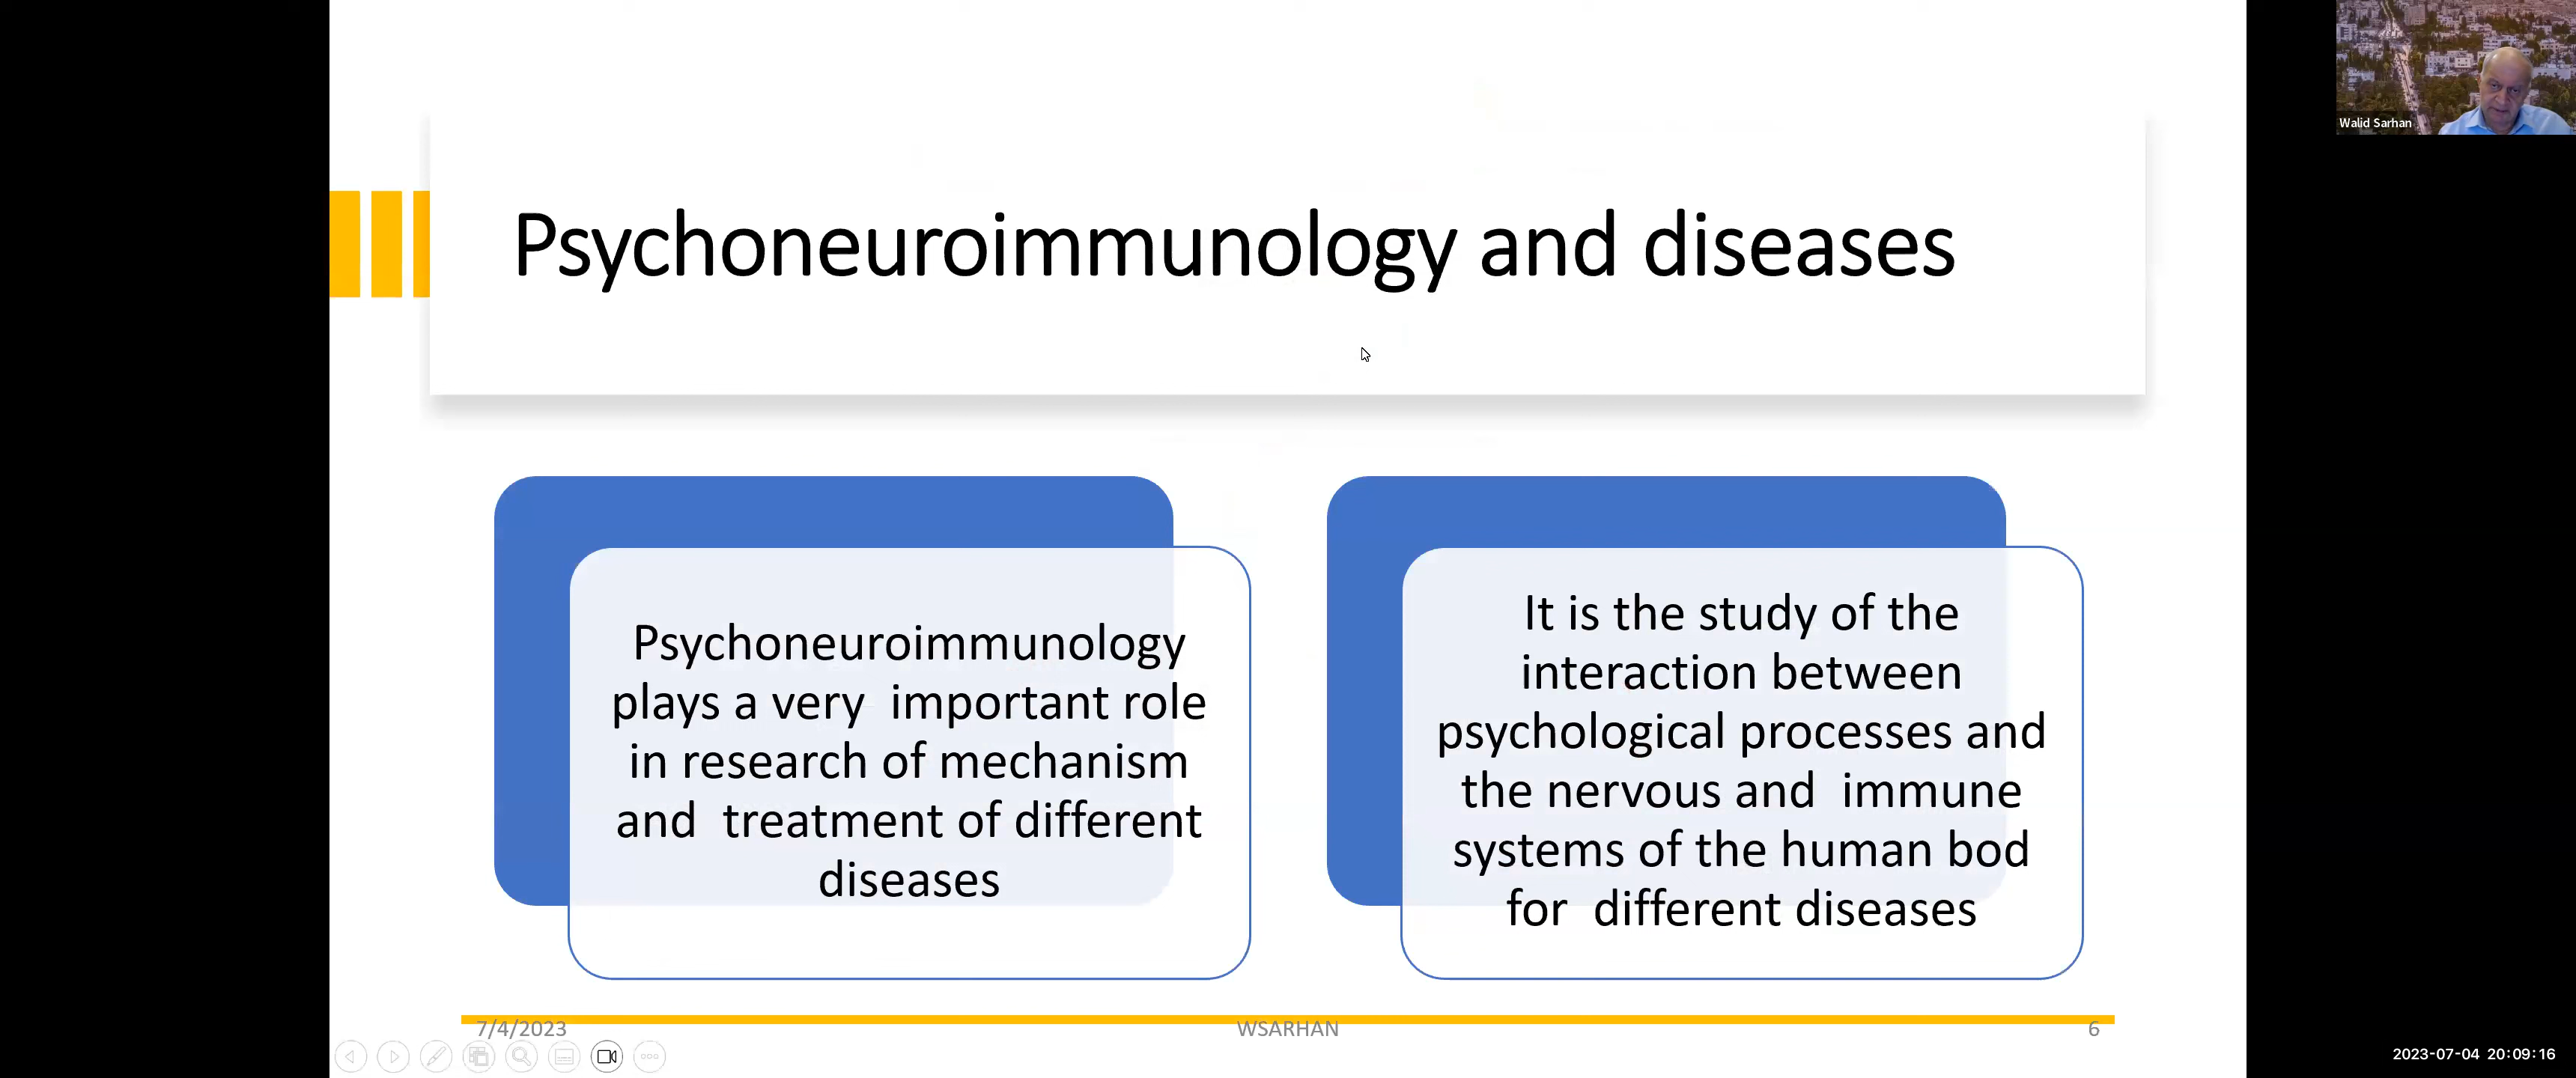 Walid Sarhan
Psychoneuroimmunology and diseases
Psychoneuroimmunology
plays a very  important role
in research of mechanism
and  treatment of different
diseases
It is the study of the
interaction between
psychological processes and
the nervous and  immune
systems of the human bod
for  different diseases
7/4/2023
WSARHAN
6
2023-07-04 20:09:16